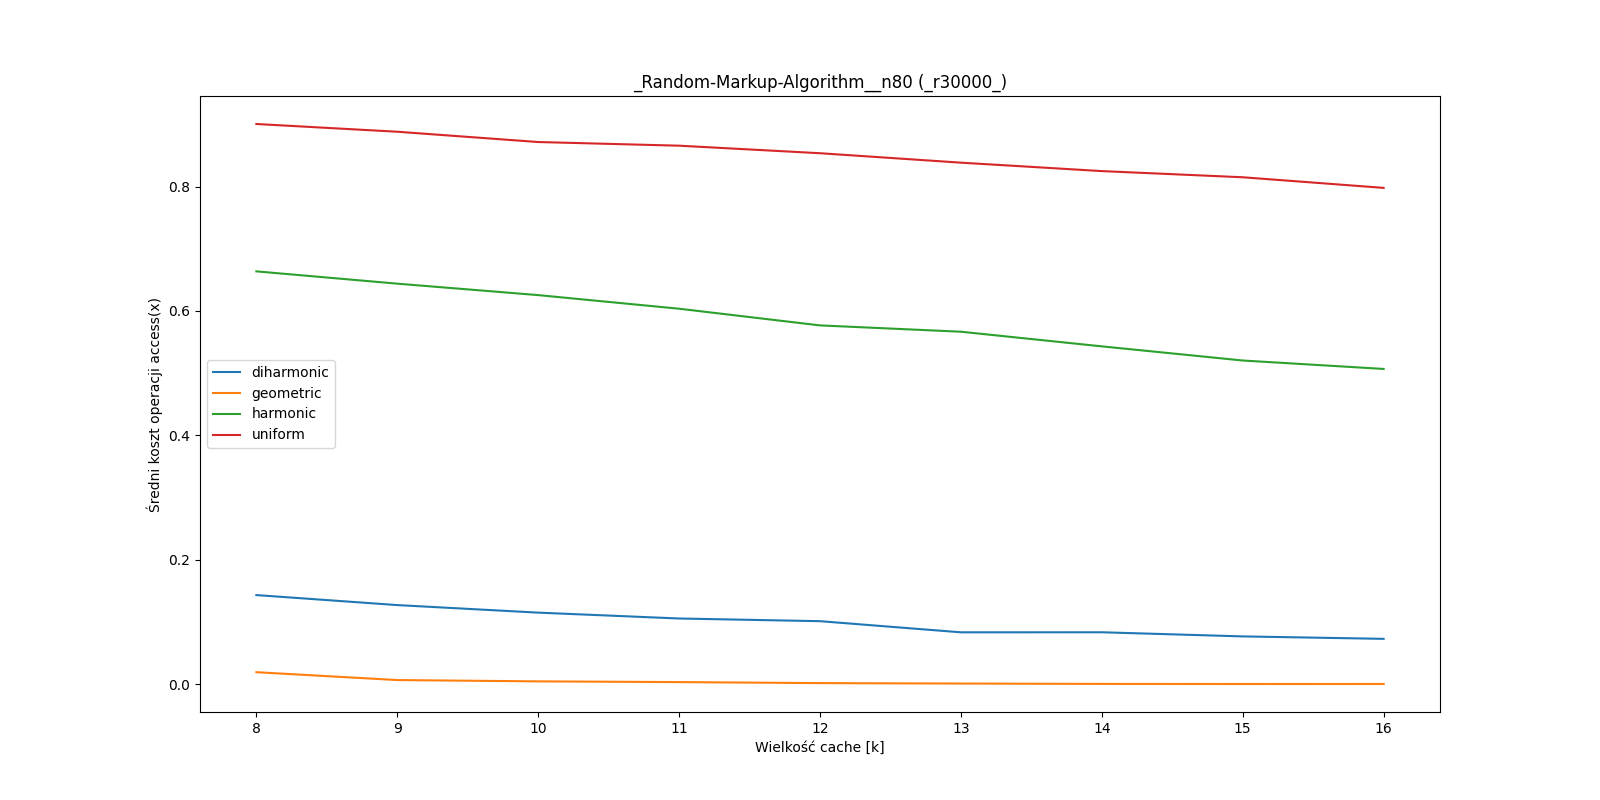 _Random-Markup-Algorithm__n80 (_r30000_)
Średni koszt operacji access(x)
0.8
0.6
0.4
0.2
0.0
diharmonic
geometric
harmonic
uniform
8 9 10 11 12 13 14 15 16
Wielkość cache [k]